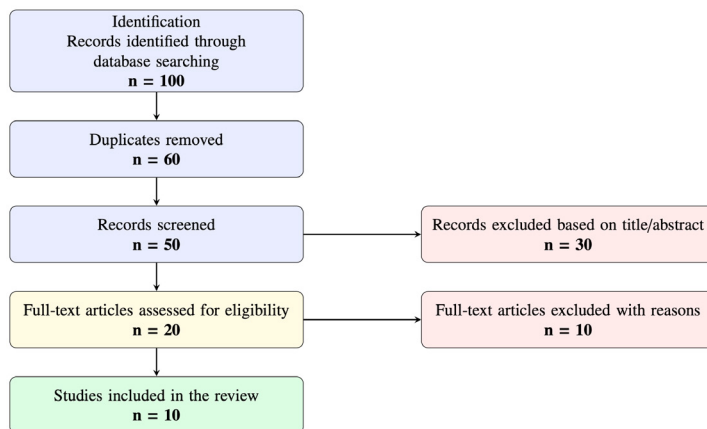 Identification
Records identified through
database searching
n = 100
Duplicates removed
n = 60
Records screened
n = 50
Records excluded based on title/abstract
n = 30
Full-text articles assessed for eligibility
n = 20
Full-text articles excluded with reasons
n = 10
Studies included in the review
n = 10